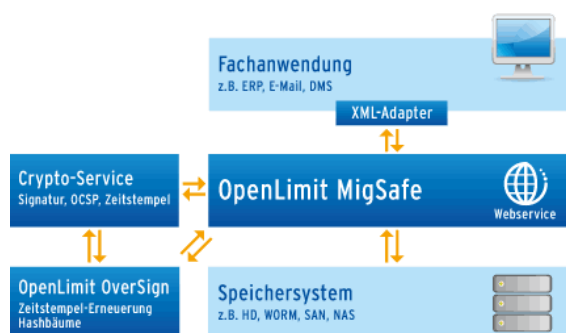 Fachanwendung
z.B. ERP, E-Mail, DMS
XML-Adapter
Crypto-Service
Signatur, OCSP, Zeitstempel
OpenLimit MigSafe
Webservice
OpenLimit OverSign
Zeitstempel-Erneuerung
Hashbäume
Speichersystem
z.B. HD, WORM, SAN, NAS